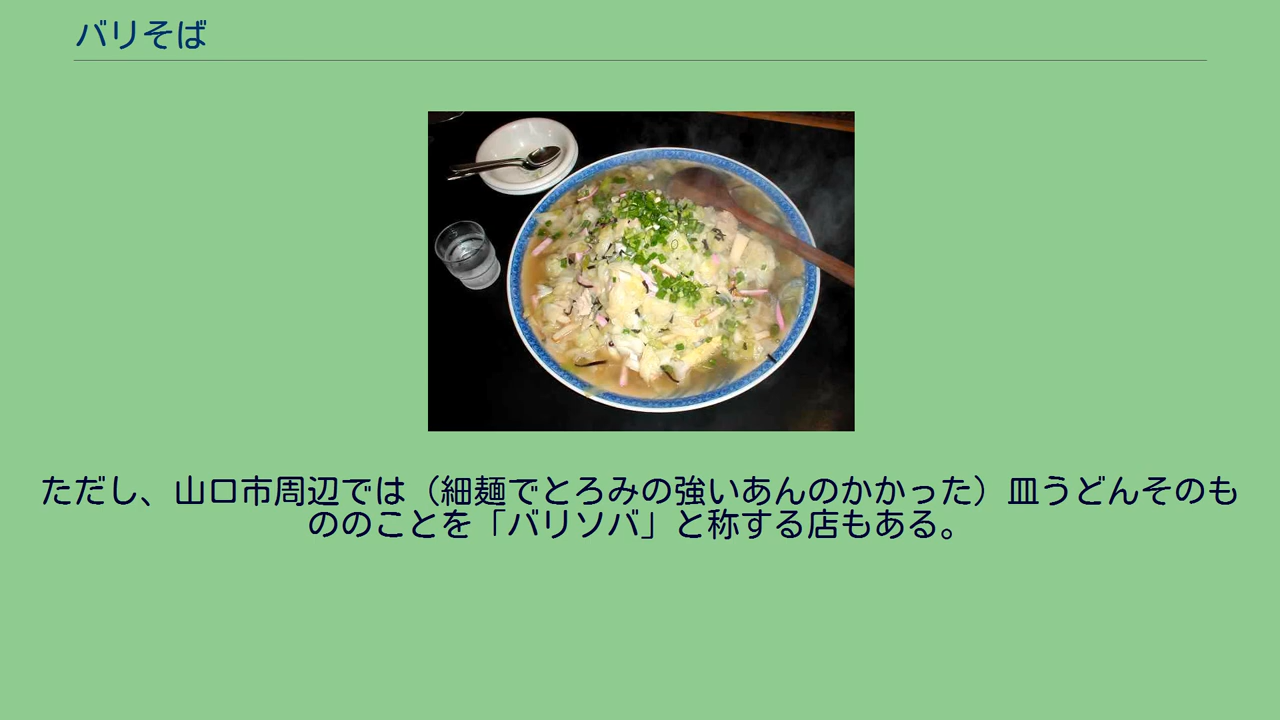 バリそば
ただし、山口市周辺では（細麺でとろみの強いあんのかかった）皿うどんそのも
ののことを「バリソバ」と称する店もある。